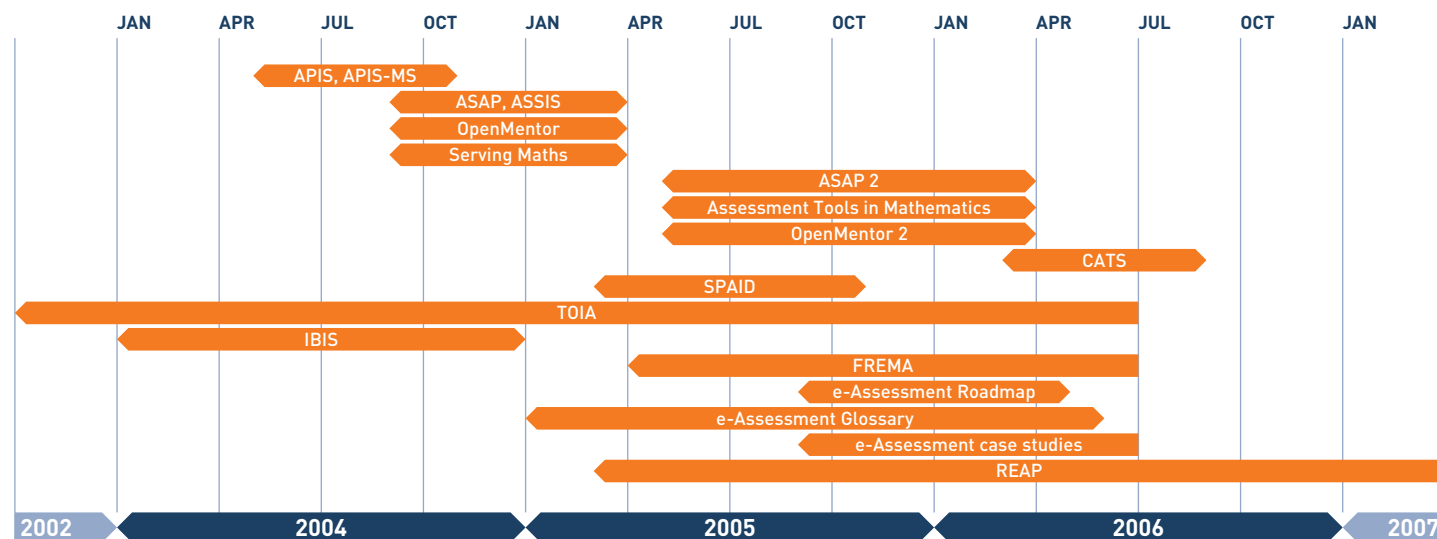 JAN APR JUL OCT JAN APR JUL OCT JAN APR JUL OCT JAN
APIS, APIS-MS
ASAP, ASSIS
OpenMentor
Serving Maths
ASAP 2
Assessment Tools in Mathematics
OpenMentor 2
CATS
SPAID
TOIA
IBIS
FREMA
e-Assessment Roadmap
e-Assessment Glossary
e-Assessment case studies
REAP
2002 2004 2005 2006 2007